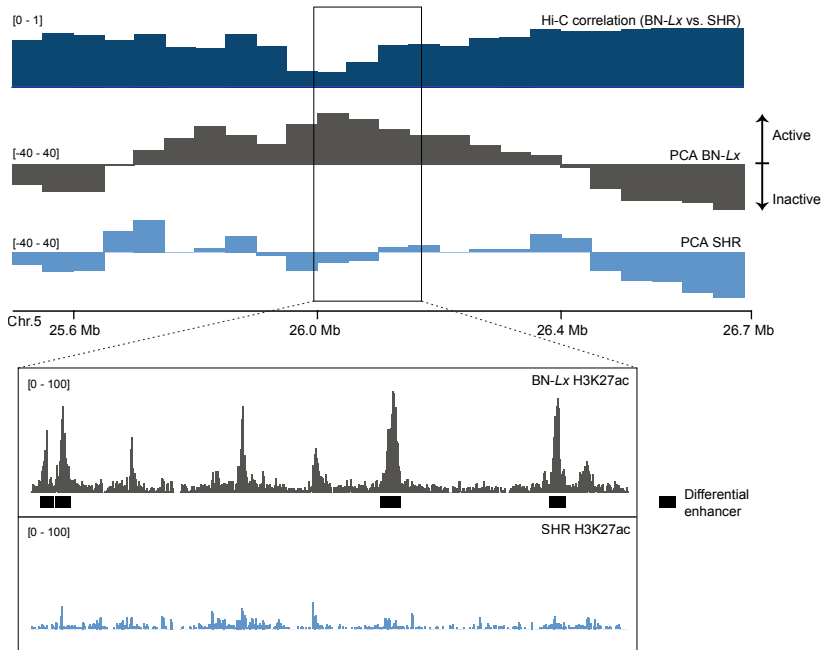 [0 - 1]
Hi-C correlation (BN-Lx vs. SHR)
[-40 - 40]
PCA BN-Lx
Active
Inactive
[-40 - 40]
PCA SHR
Chr.5
25.6 Mb
26.0 Mb
26.4 Mb
26.7 Mb
[0 - 100]
BN-Lx H3K27ac
Differential
enhancer
[0 - 100]
SHR H3K27ac